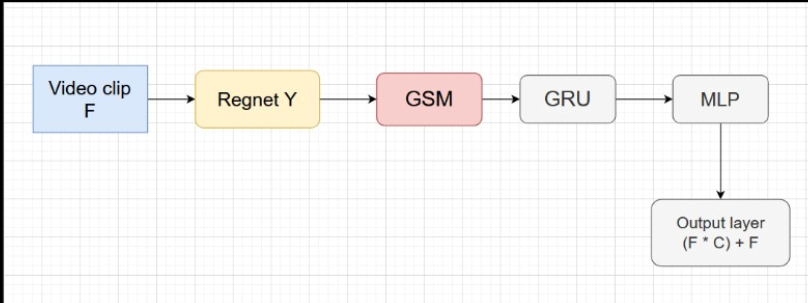 Video clip
F
Regnet Y
GSM
GRU
MLP
Output layer
(F * C) + F